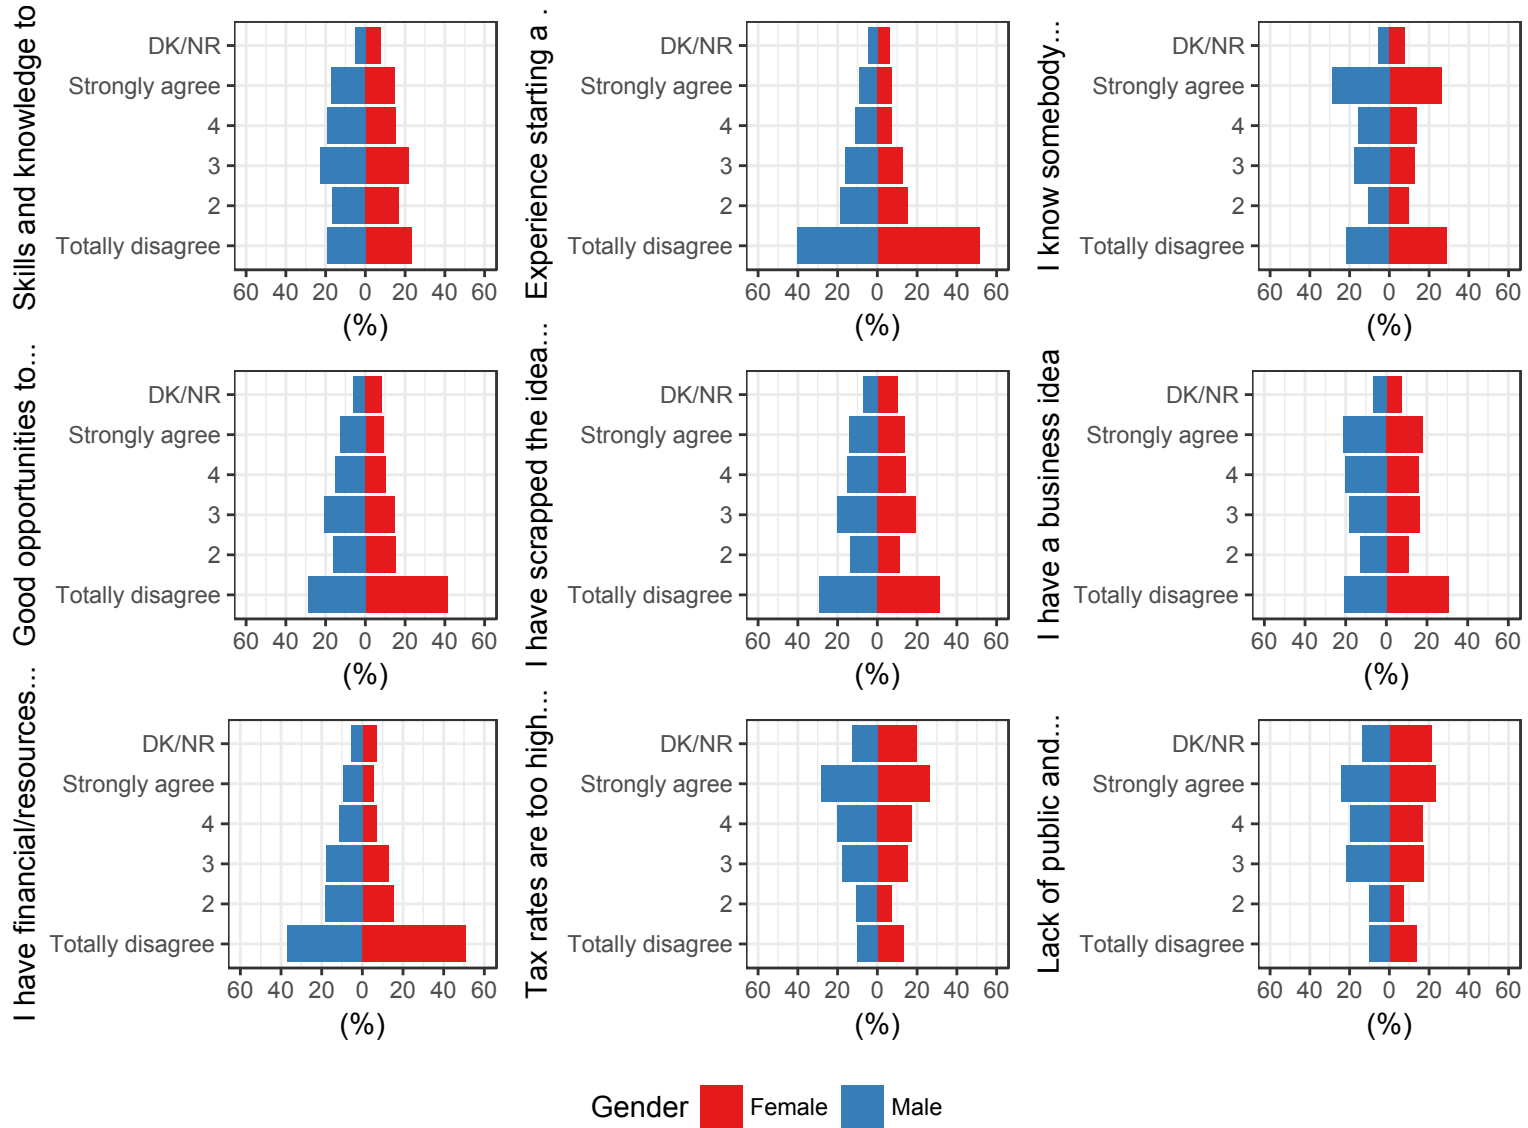 Skills and knowledge to
DK/NR
Strongly agree
4
3
2
Totally disagree
60 40 20 0 20 40 60
(%)
Experience starting a .
DK/NR
Strongly agree
4
3
2
Totally disagree
60 40 20 0 20 40 60
(%)
I know somebody...
DK/NR
Strongly agree
4
3
2
Totally disagree
60 40 20 0 20 40 60
(%)
Good opportunities to...
DK/NR
Strongly agree
4
3
2
Totally disagree
60 40 20 0 20 40 60
(%)
I have scrapped the idea...
DK/NR
Strongly agree
4
3
2
Totally disagree
60 40 20 0 20 40 60
(%)
I have a business idea
DK/NR
Strongly agree
4
3
2
Totally disagree
60 40 20 0 20 40 60
(%)
I have financial/resources...
DK/NR
Strongly agree
4
3
2
Totally disagree
60 40 20 0 20 40 60
(%)
Tax rates are too high...
DK/NR
Strongly agree
4
3
2
Totally disagree
60 40 20 0 20 40 60
(%)
Lack of public and...
DK/NR
Strongly agree
4
3
2
Totally disagree
60 40 20 0 20 40 60
(%)
Gender Female Male